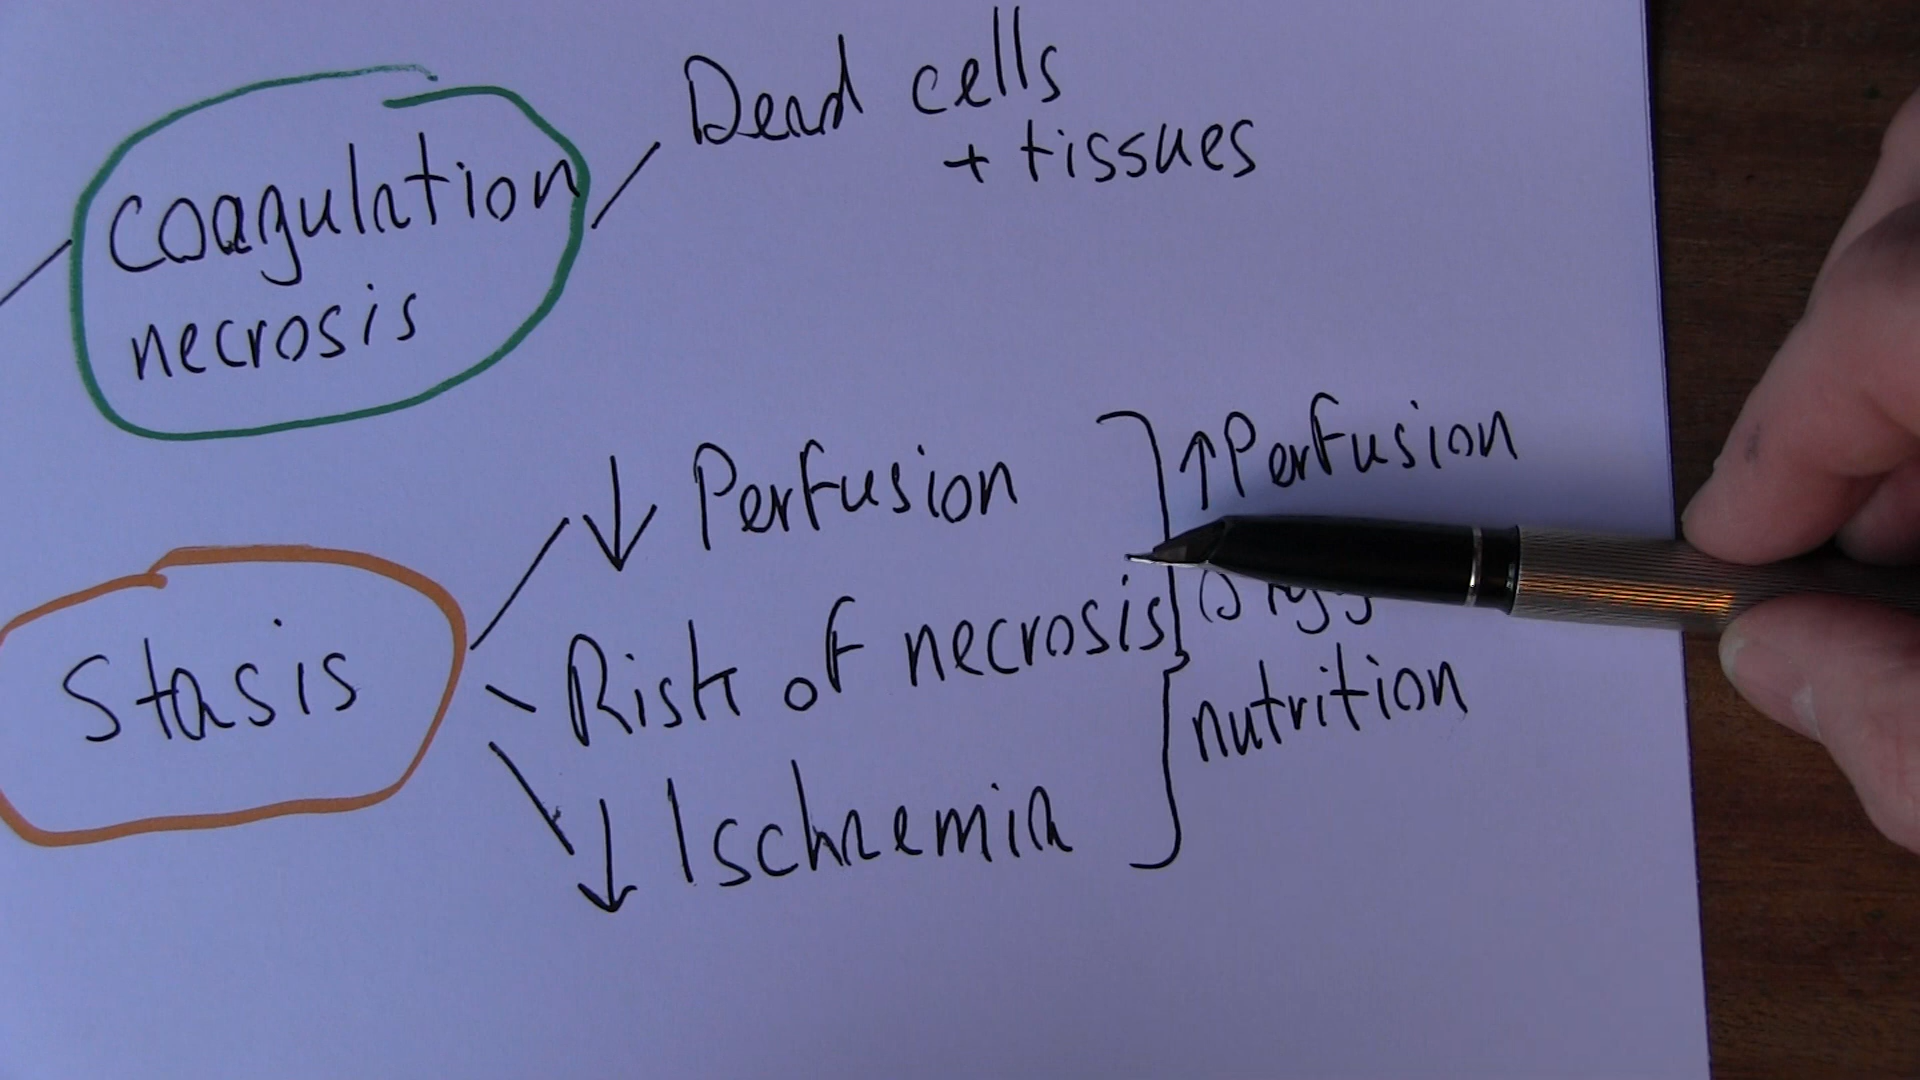 Dead cells
+ tissues
coagulation
necrosis
↓ Perfusion
↑ Perfusion
Risk of necrosis
nutrition
Stasis
↓ Ischaemia